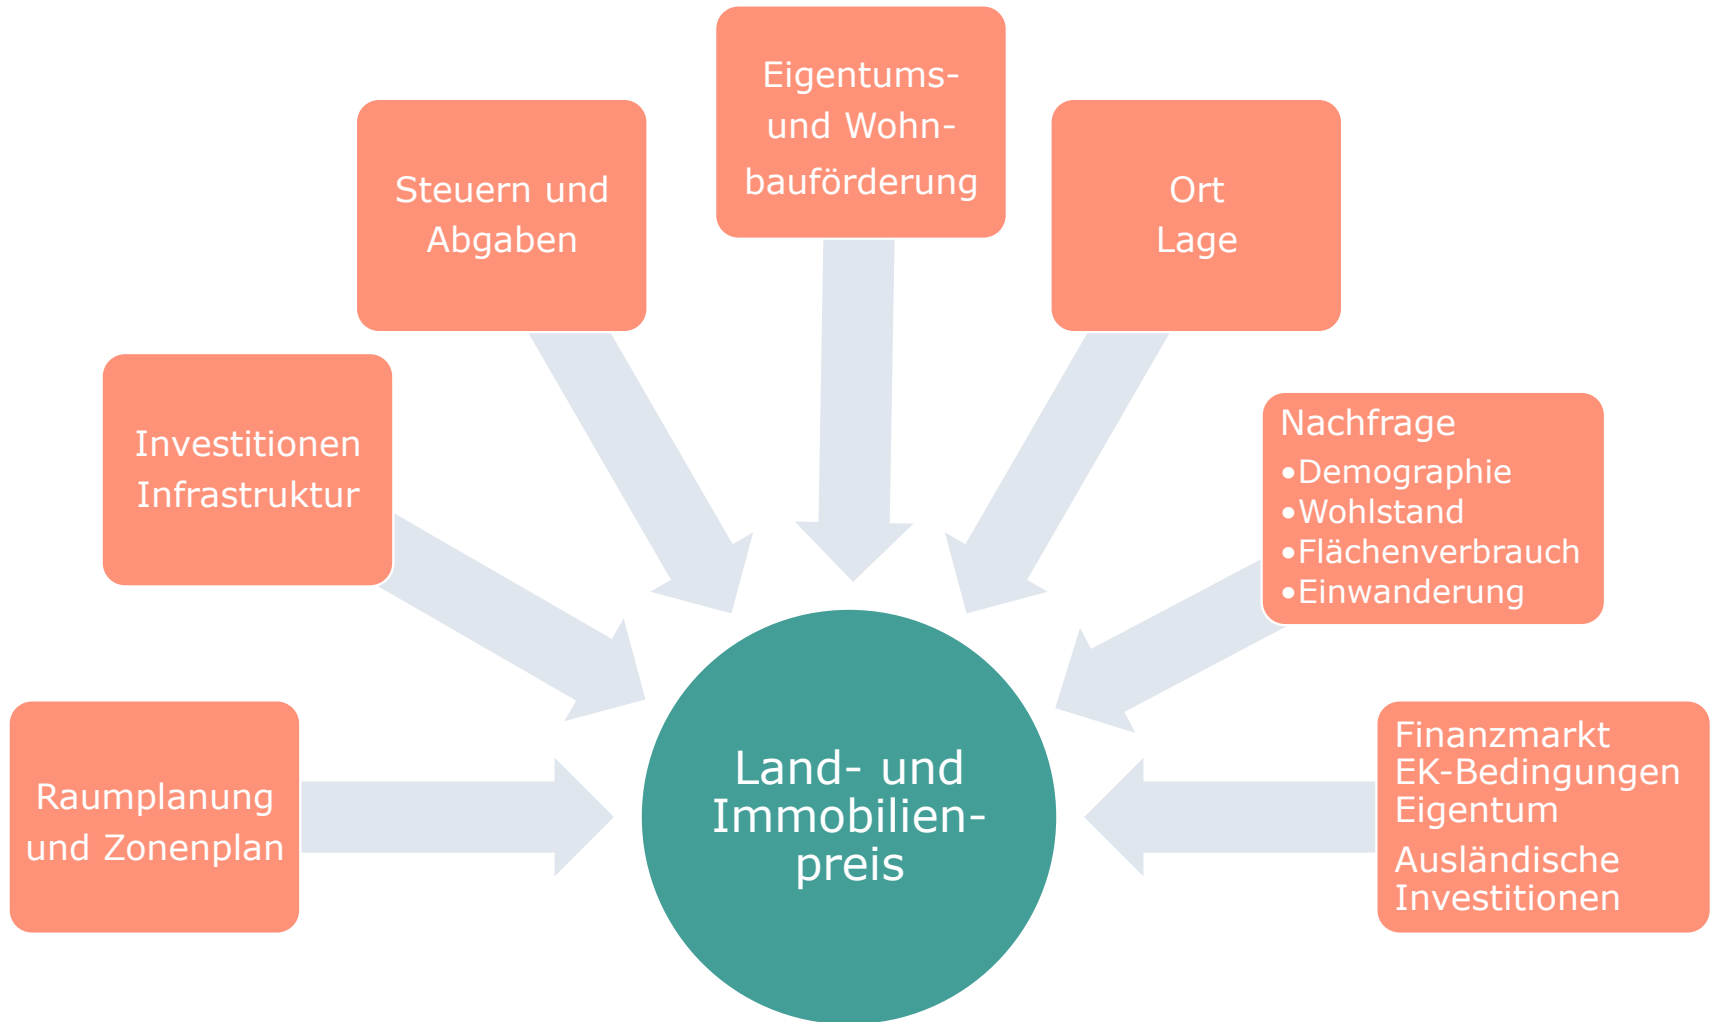 Eigentums-
und Wohn-
bauförderung
Steuern und
Abgaben
Ort
Lage
Investitionen
Infrastruktur
Nachfrage
•Demographie
•Wohlstand
•Flächenverbrauch
•Einwanderung
Raumplanung
und Zonenplan
Land- und
Immobilien-
preis
Finanzmarkt
EK-Bedingungen
Eigentum
Ausländische
Investitionen